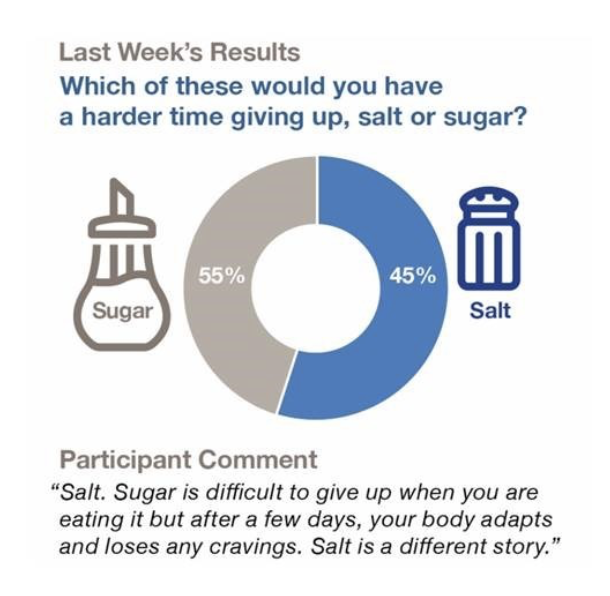 Last Week’s Results
Which of these would you have
a harder time giving up, salt or sugar?
55%
45%
Sugar
Salt
Participant Comment
“Salt. Sugar is difficult to give up when you are
eating it but after a few days, your body adapts
and loses any cravings. Salt is a different story.”